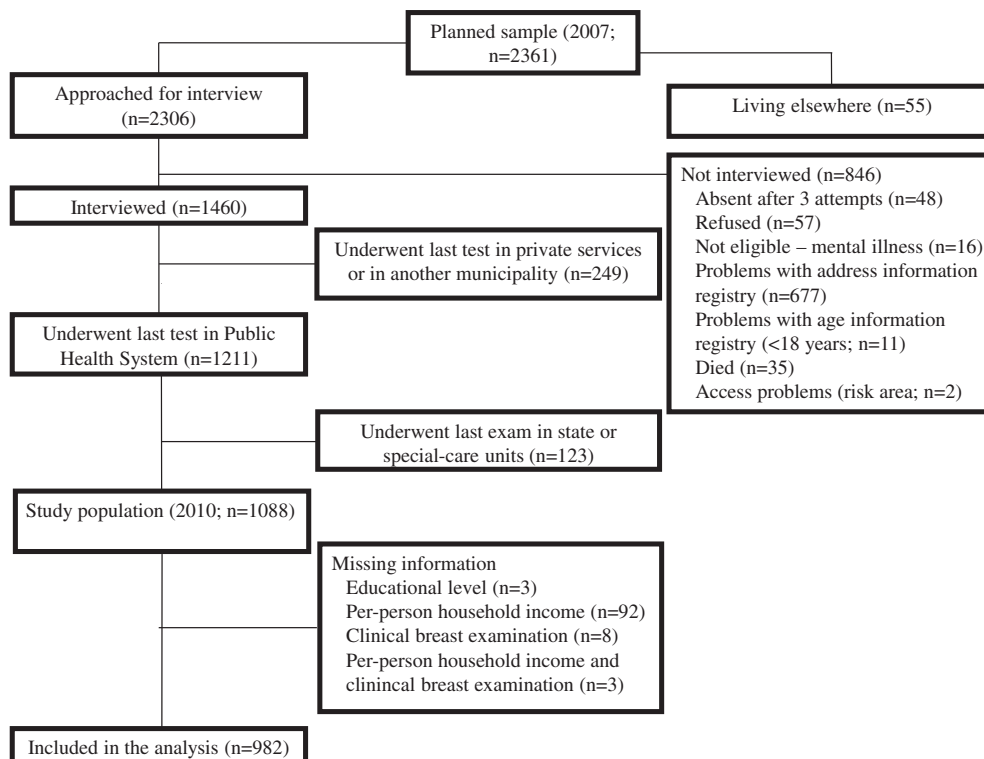 Planned sample (2007;
n=2361)
Approached for interview
(n=2306)
Living elsewhere (n=55)
Not interviewed (n=846)
Absent after 3 attempts (n=48)
Refused (n=57)
Not eligible – mental illness (n=16)
Problems with address information
registry (n=677)
Problems with age information
registry (<18 years; n=11)
Died (n=35)
Access problems (risk area; n=2)
Interviewed (n=1460)
Underwent last test in private services
or in another municipality (n=249)
Underwent last test in Public
Health System (n=1211)
Underwent last exam in state or
special-care units (n=123)
Study population (2010; n=1088)
Missing information
Educational level (n=3)
Per-person household income (n=92)
Clinical breast examination (n=8)
Per-person household income and
clinincal breast examination (n=3)
Included in the analysis (n=982)